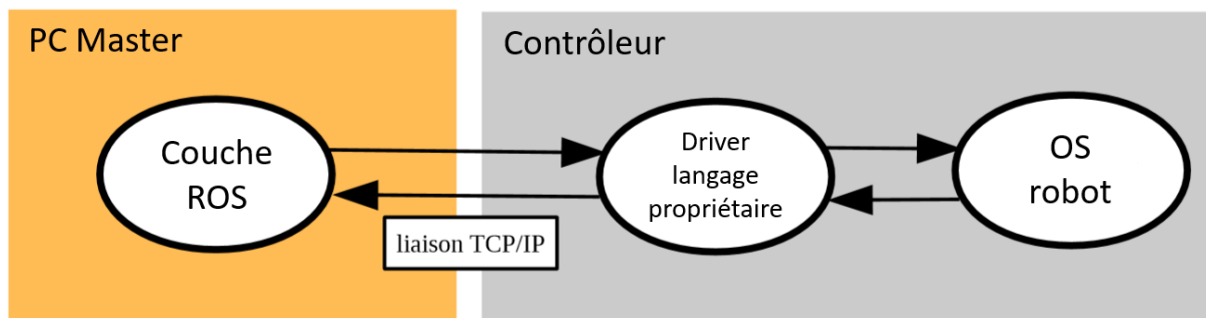 PC Master
Contrôleur
Couche
ROS
Driver
langage
propriétaire
OS
robot
liaison TCP/IP